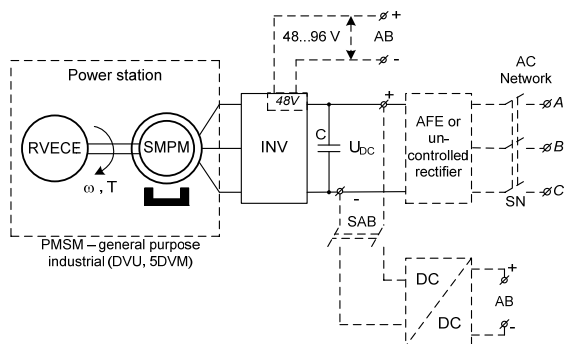 48...96 V
+
AB
-
Power station
48V
AC
Network
RVECE
SMPM
ω , T
INV
C
U_DC
+
-
AFE or
un-
controlled
rectifier
A
B
C
SN
PMSM – general purpose
industrial (DVU, 5DVM)
SAB
DC
DC
+
AB
-